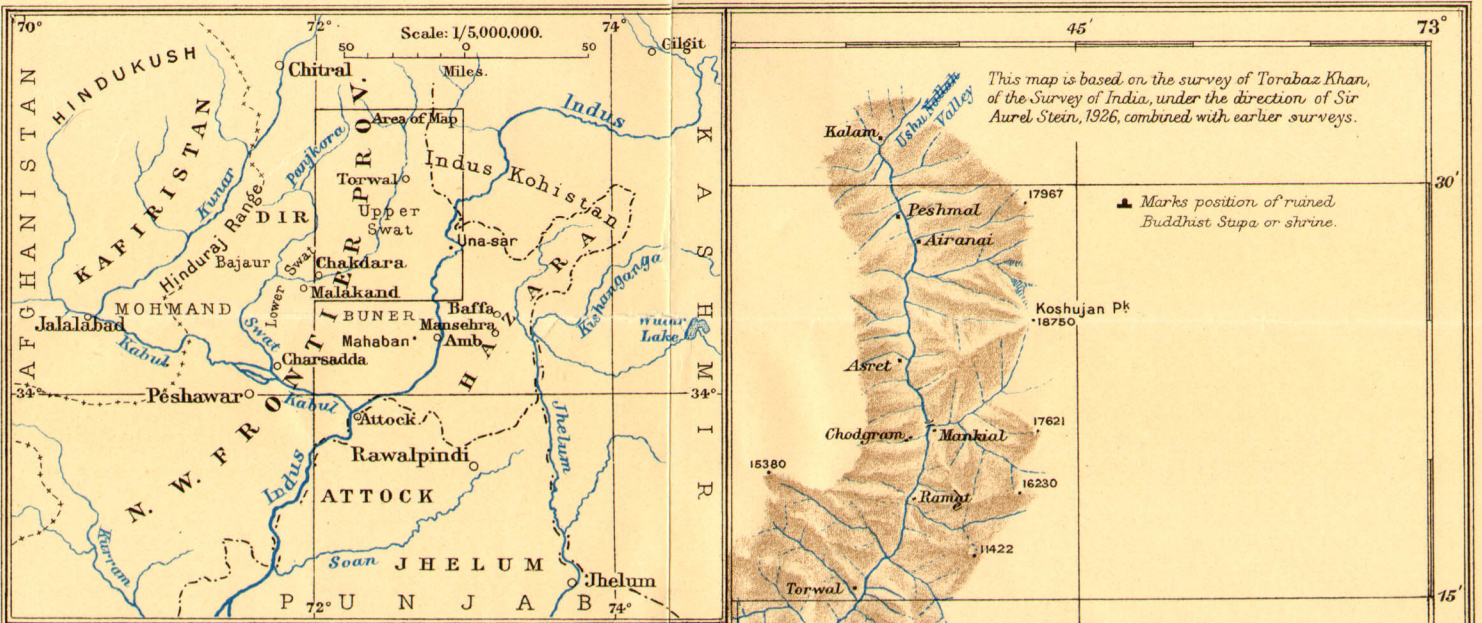 70°
72°
74°
Scale: 1/5,000,000.
50 0 50
Miles.
Gilgit
HINDUKUSH
Chitral
Indus
Area of Map
AFGHANISTAN
KAFIRISTAN
Kunar
Panjkora
Indus Kohistan
Torwal
DIR
Upper
Swat
Hinduraj Range
Bajaur
Lower Swat
Una-sar
Chakdara
Malakand
KASHMIR
HAZARA
Kishanganga
MOHMAND
BUNER
Baffa
Mansehra
Wular
Lake
Jalalabad
Swat
Mahaban
Amb
Kabul
Charsadda
34°
34°
Péshawar
Kabul
Attock
N. W. FRONTIER PROV.
Jhelum
Rawalpindi
Indus
ATTOCK
Kurram
Soan
JHELUM
Jhelum
PUNJAB
72°
74°
45'
73°
This map is based on the survey of Torabaz Khan,
of the Survey of India, under the direction of Sir
Aurel Stein, 1926, combined with earlier surveys.
Ushu Nullah
Valley
Kalam
30'
17967
Marks position of ruined
Buddhist Stupa or shrine.
Peshmal
Airanai
Koshujan Pk
18750
Asret
17621
Chodgram
Mankial
15380
16230
Ramet
11422
Torwal
15'